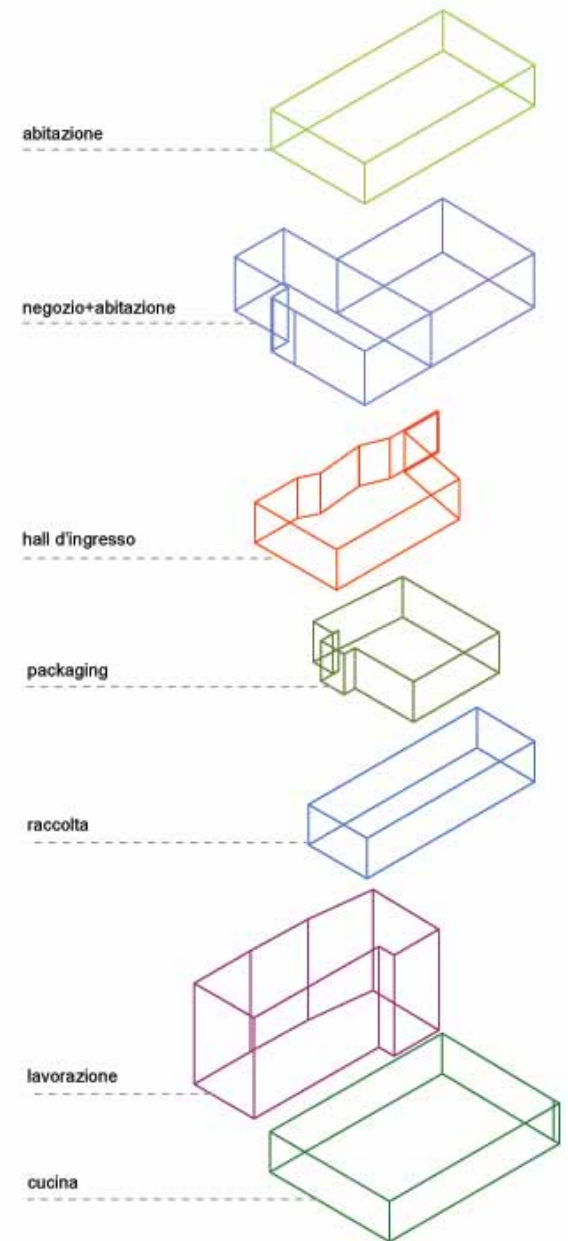 abitazione
negozio+abitazione
hall d'ingresso
packaging
raccolta
lavorazione
cucina